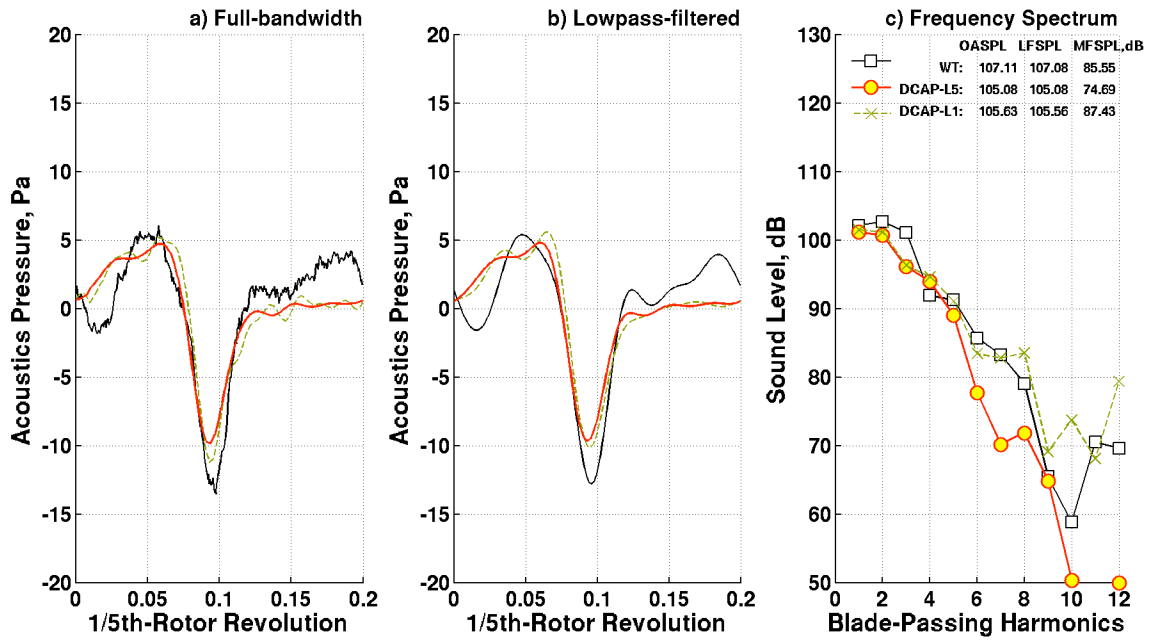 a) Full-bandwidth
20
15
10
5
0
-5
-10
-15
-20
Acoustics Pressure, Pa
0 0.05 0.1 0.15 0.2
1/5th-Rotor Revolution
b) Lowpass-filtered
20
15
10
5
0
-5
-10
-15
-20
Acoustics Pressure, Pa
0 0.05 0.1 0.15 0.2
1/5th-Rotor Revolution
c) Frequency Spectrum
OASPL LFSPL MFSPL,dB
WT: 107.11 107.08 85.55
DCAP-L5: 105.08 105.08 74.69
DCAP-L1: 105.63 105.56 87.43
130
120
110
100
90
80
70
60
50
Sound Level, dB
0 2 4 6 8 10 12
Blade-Passing Harmonics